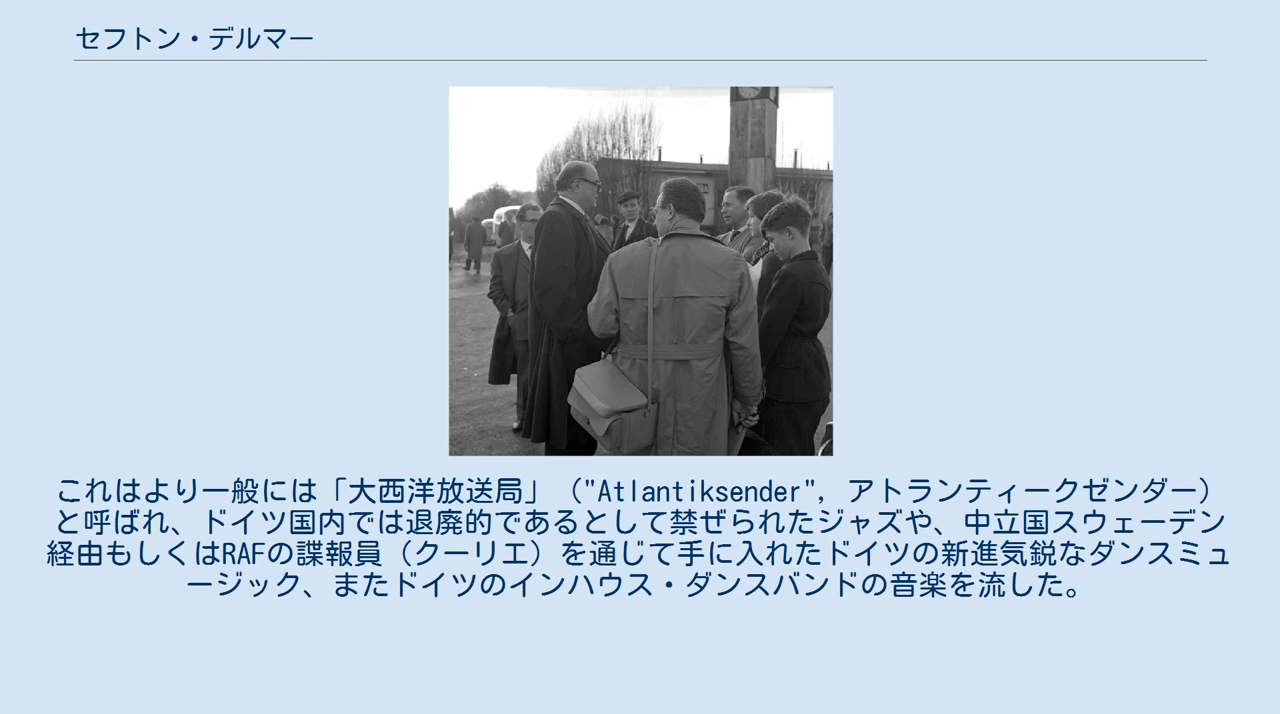 セフトン・デルマー
これはより一般には「大西洋放送局」（"Atlantiksender", アトランティークゼンダー）
と呼ばれ、ドイツ国内では退廃的であるとして禁ぜられたジャズや、中立国スウェーデン
経由もしくはRAFの諜報員（クーリエ）を通じて手に入れたドイツの新進気鋭なダンスミュ
ージック、またドイツのインハウス・ダンスバンドの音楽を流した。